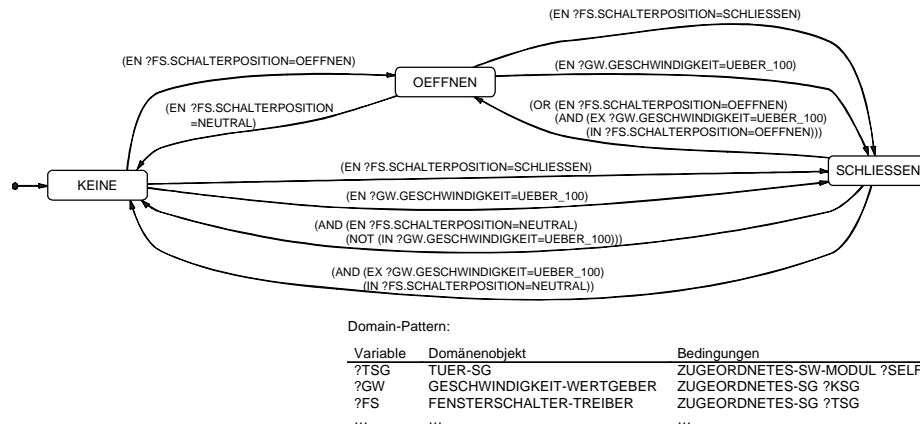 (EN ?FS.SCHALTERPOSITION=SCHLIESSEN)
(EN ?FS.SCHALTERPOSITION=OEFFNEN)
(EN ?GW.GESCHWINDIGKEIT=UEBER_100)
OEFFNEN
(EN ?FS.SCHALTERPOSITION
=NEUTRAL)
(OR (EN ?FS.SCHALTERPOSITION=OEFFNEN)
(AND (EX ?GW.GESCHWINDIGKEIT=UEBER_100)
(IN ?FS.SCHALTERPOSITION=OEFFNEN)))
(EN ?FS.SCHALTERPOSITION=SCHLIESSEN)
KEINE
SCHLIESSEN
(EN ?GW.GESCHWINDIGKEIT=UEBER_100)
(AND (EN ?FS.SCHALTERPOSITION=NEUTRAL)
(NOT (IN ?GW.GESCHWINDIGKEIT=UEBER_100)))
(AND (EX ?GW.GESCHWINDIGKEIT=UEBER_100)
(IN ?FS.SCHALTERPOSITION=NEUTRAL))
Domain-Pattern:
Variable Domänenobjekt Bedingungen
?TSG TUER-SG ZUGEORDNETES-SW-MODUL ?SELF
?GW GESCHWINDIGKEIT-WERTGEBER ZUGEORDNETES-SG ?KSG
?FS FENSTERSCHALTER-TREIBER ZUGEORDNETES-SG ?TSG
... ... ...